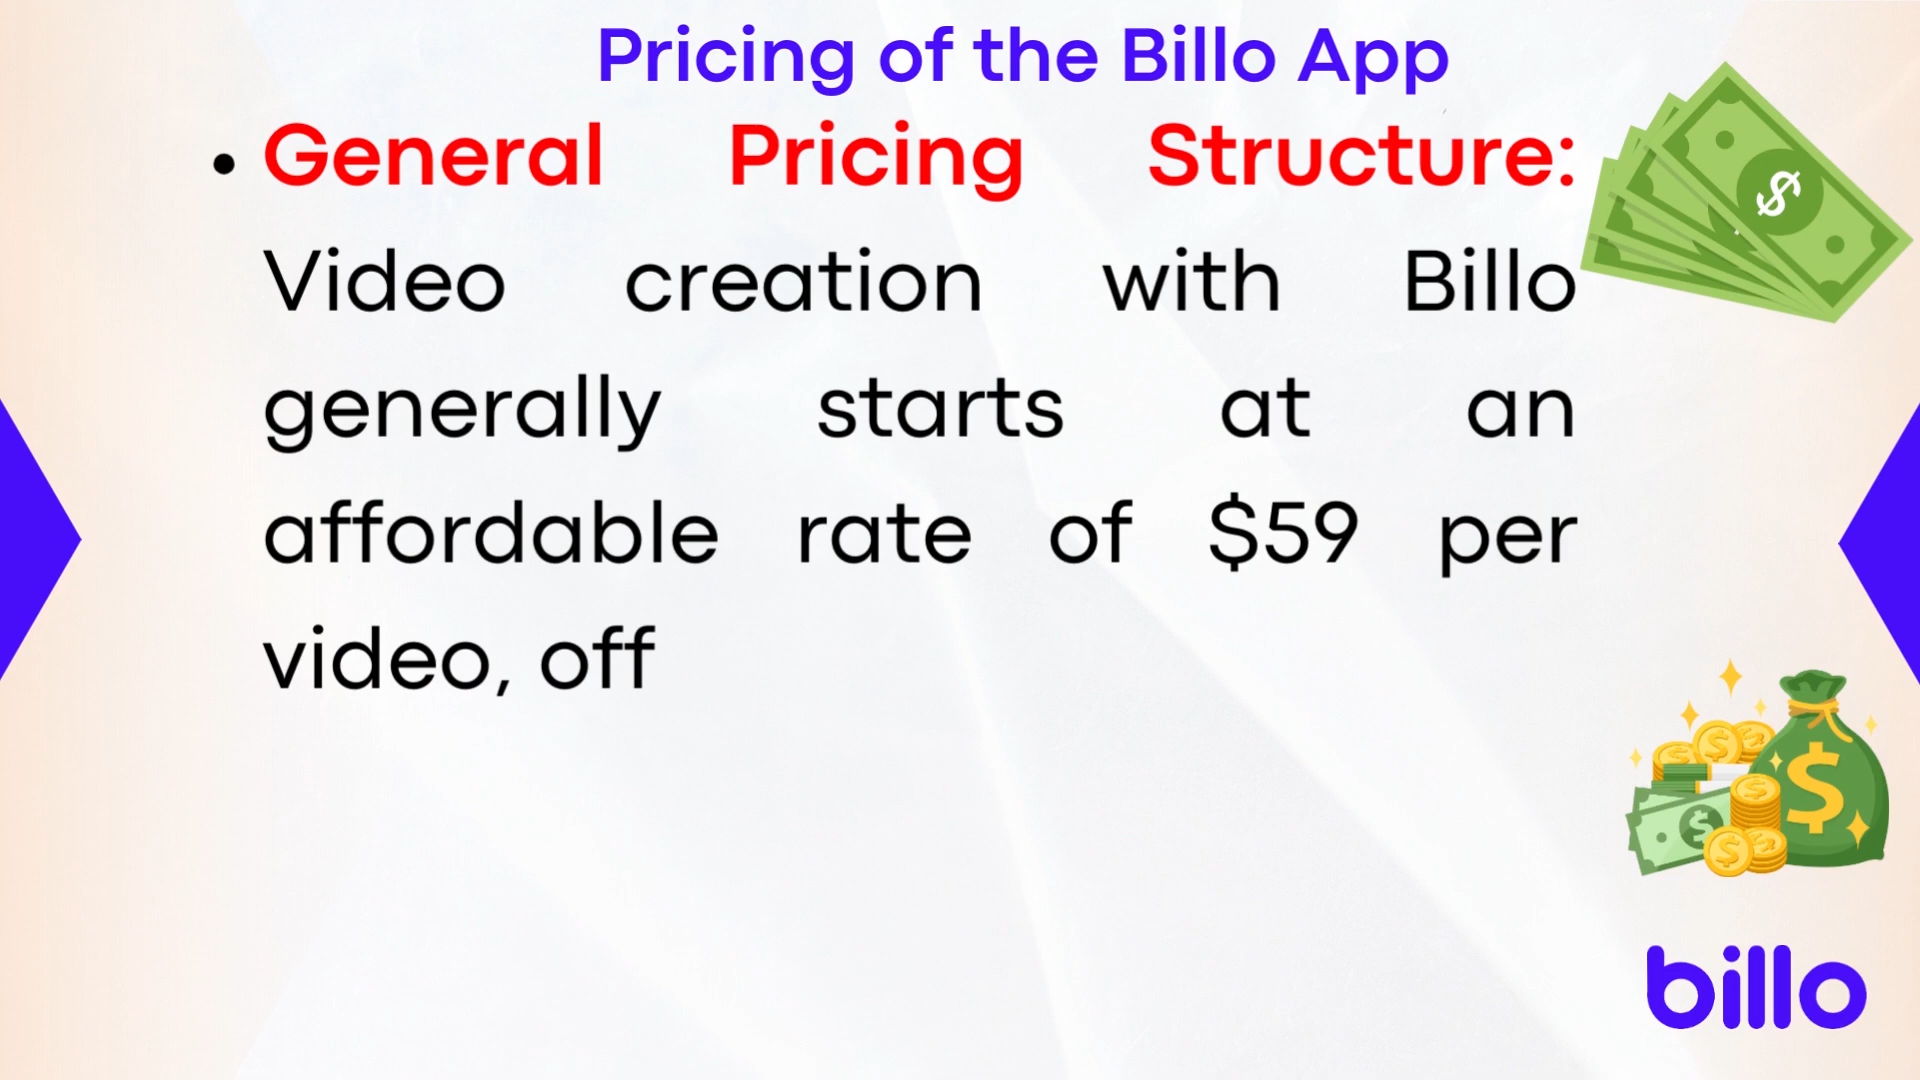 Pricing of the Billo App
• General Pricing Structure:
Video creation with Billo
generally starts at an
affordable rate of $59 per
video, off
billo